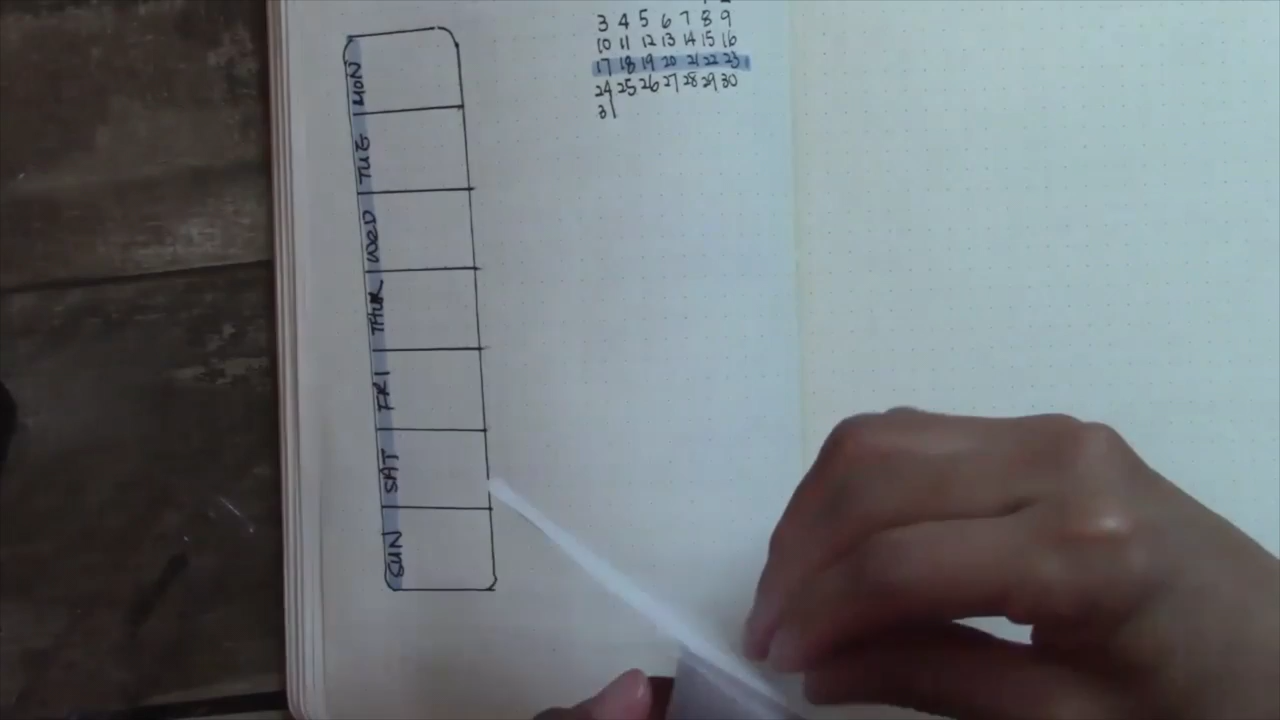 MON
TUE
WED
THUR
FRI
SAT
SUN
3 4 5 6 7 8 9
10 11 12 13 14 15 16
17 18 19 20 21 22 23
24 25 26 27 28 29 30
31